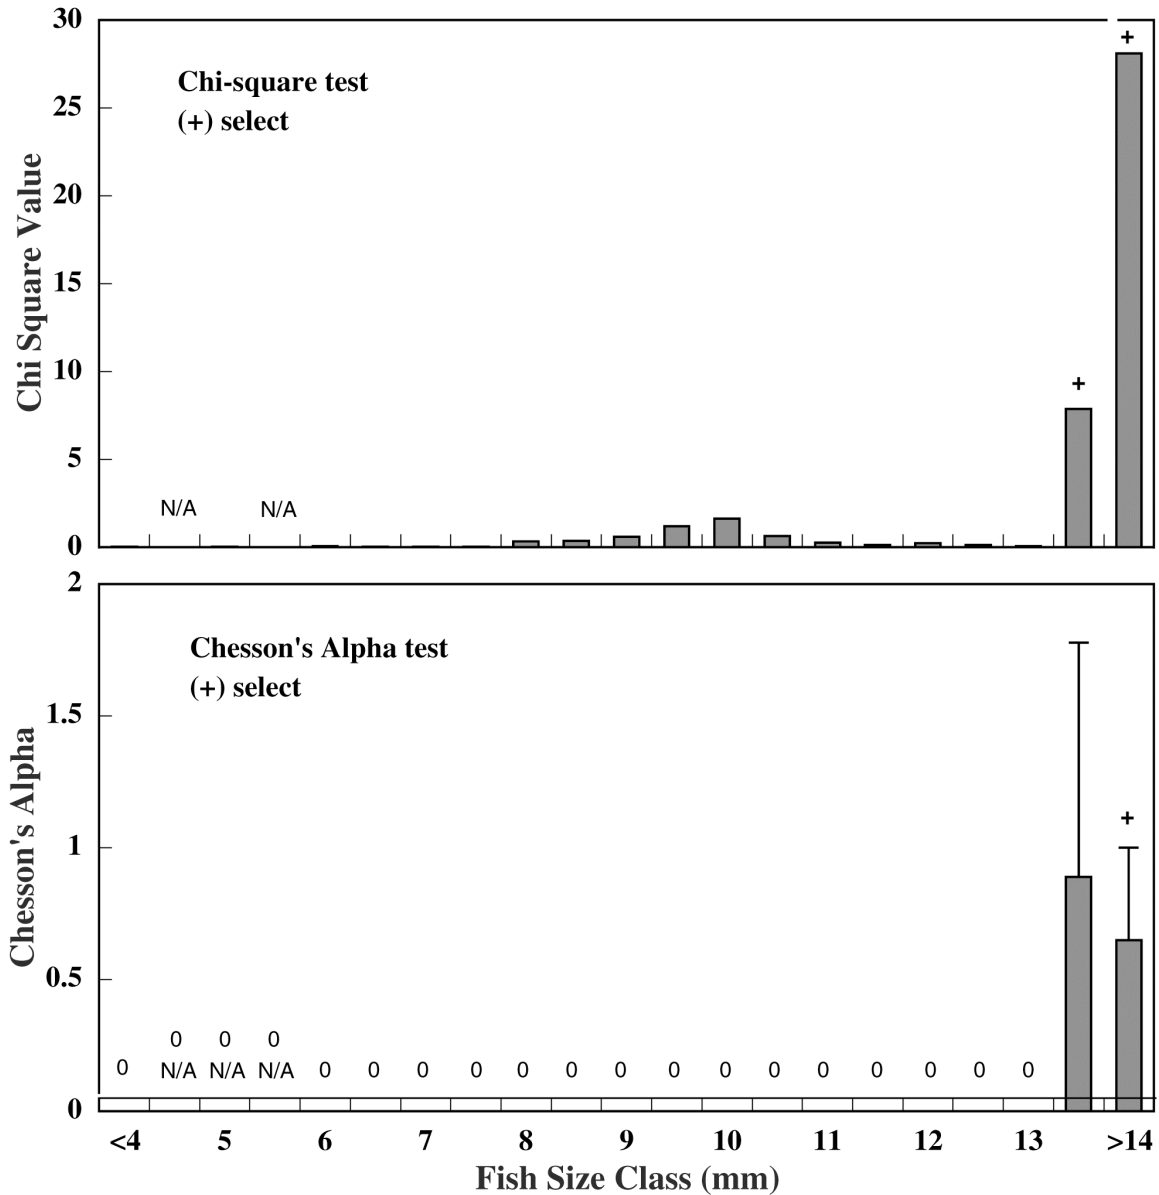 30
+
Chi-square test
(+) select
25
20
Chi Square Value
15
10
+
5
N/A N/A
0
2
Chesson's Alpha test
(+) select
1.5
Chesson's Alpha
+
1
0.5
0 0 0
0 N/A N/A N/A 0 0 0 0 0 0 0 0 0 0 0 0 0 0 0
0
<4 5 6 7 8 9 10 11 12 13 >14
Fish Size Class (mm)